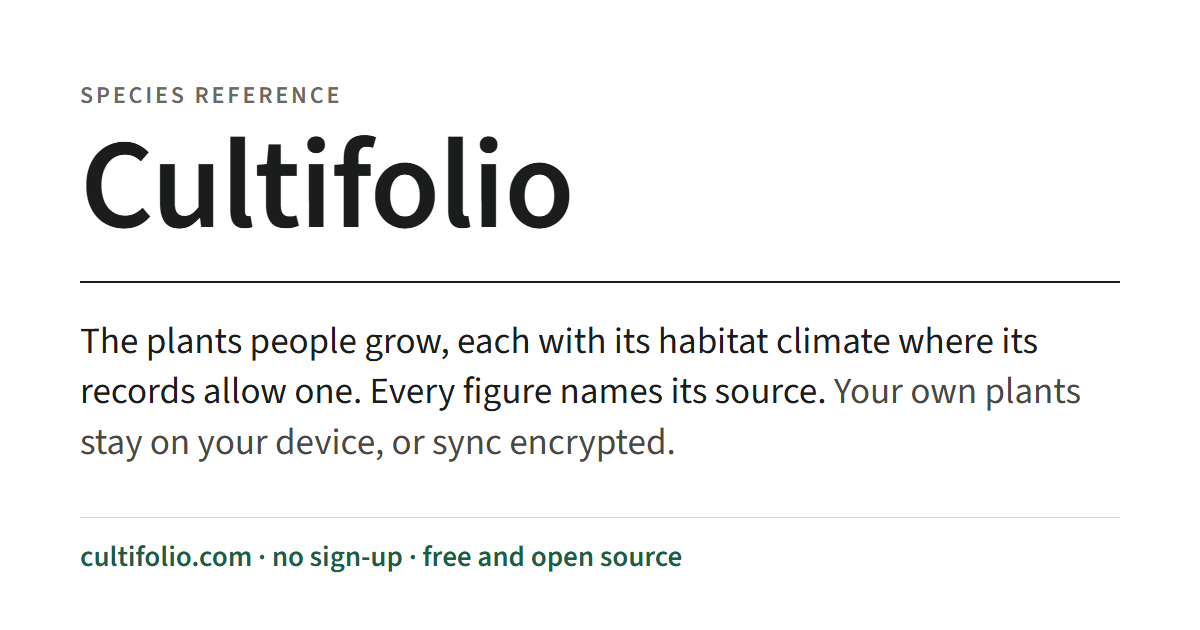 SPECIES REFERENCE
Cultifolio
The plants people grow, each with its habitat climate where its
records allow one. Every figure names its source. Your own plants
stay on your device, or sync encrypted.
cultifolio.com · no sign-up · free and open source